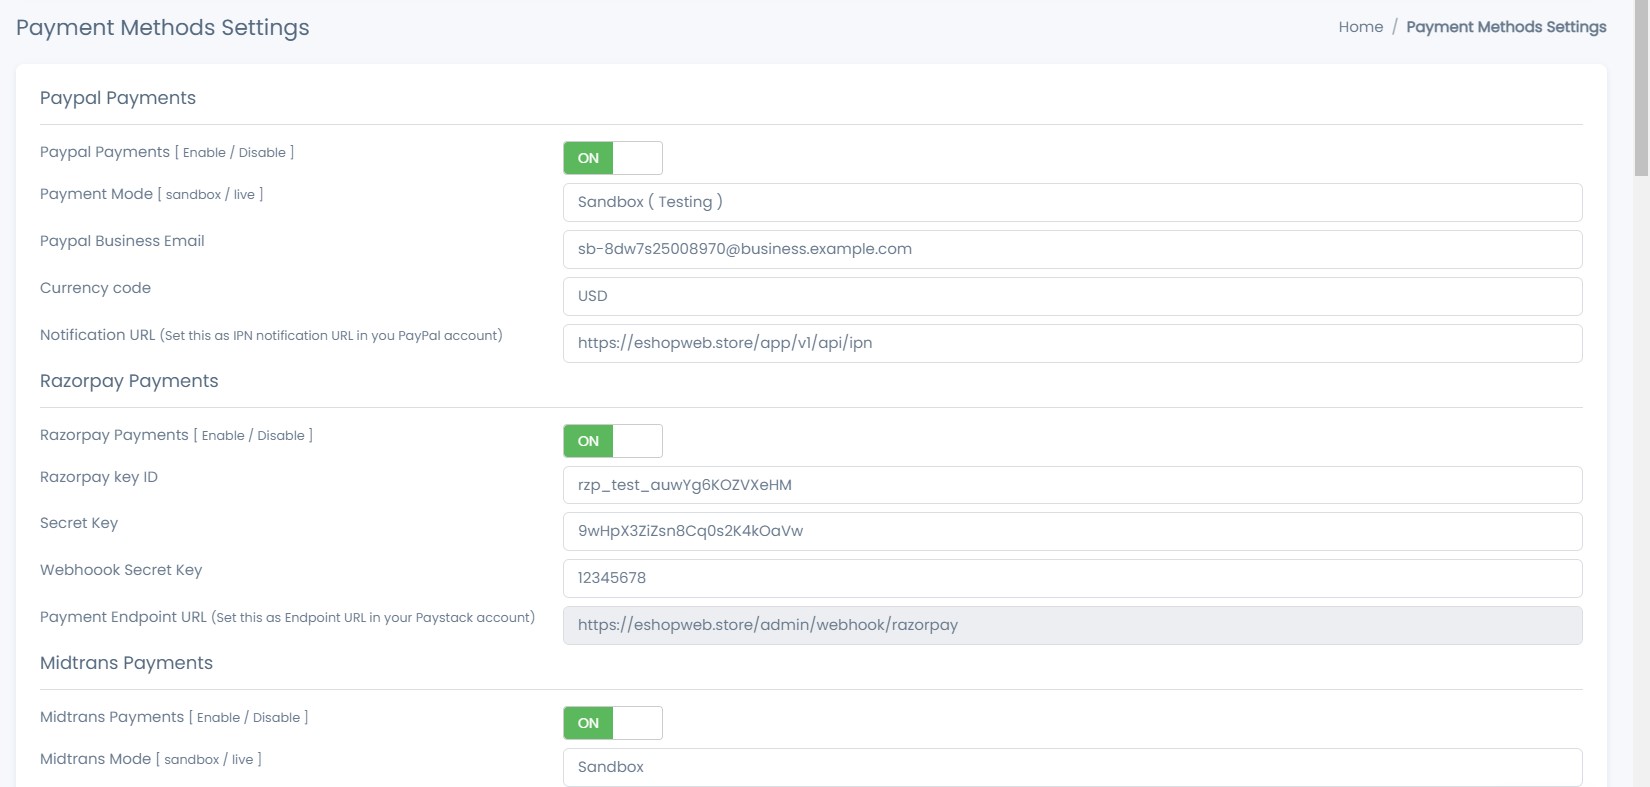 Payment Methods Settings
Home / Payment Methods Settings
Paypal Payments
Paypal Payments [ Enable / Disable ]
ON
Payment Mode [ sandbox / live ]
Sandbox ( Testing )
Paypal Business Email
sb-8dw7s25008970@business.example.com
Currency code
USD
Notification URL (Set this as IPN notification URL in you PayPal account)
https://eshopweb.store/app/v1/api/ipn
Razorpay Payments
Razorpay Payments [ Enable / Disable ]
ON
Razorpay key ID
rzp_test_auwYg6KOZVXeHM
Secret Key
9wHpX3ZiZsn8Cq0s2K4kOaVw
Webhoook Secret Key
12345678
Payment Endpoint URL (Set this as Endpoint URL in your Paystack account)
https://eshopweb.store/admin/webhook/razorpay
Midtrans Payments
Midtrans Payments [ Enable / Disable ]
ON
Midtrans Mode [ sandbox / live ]
Sandbox